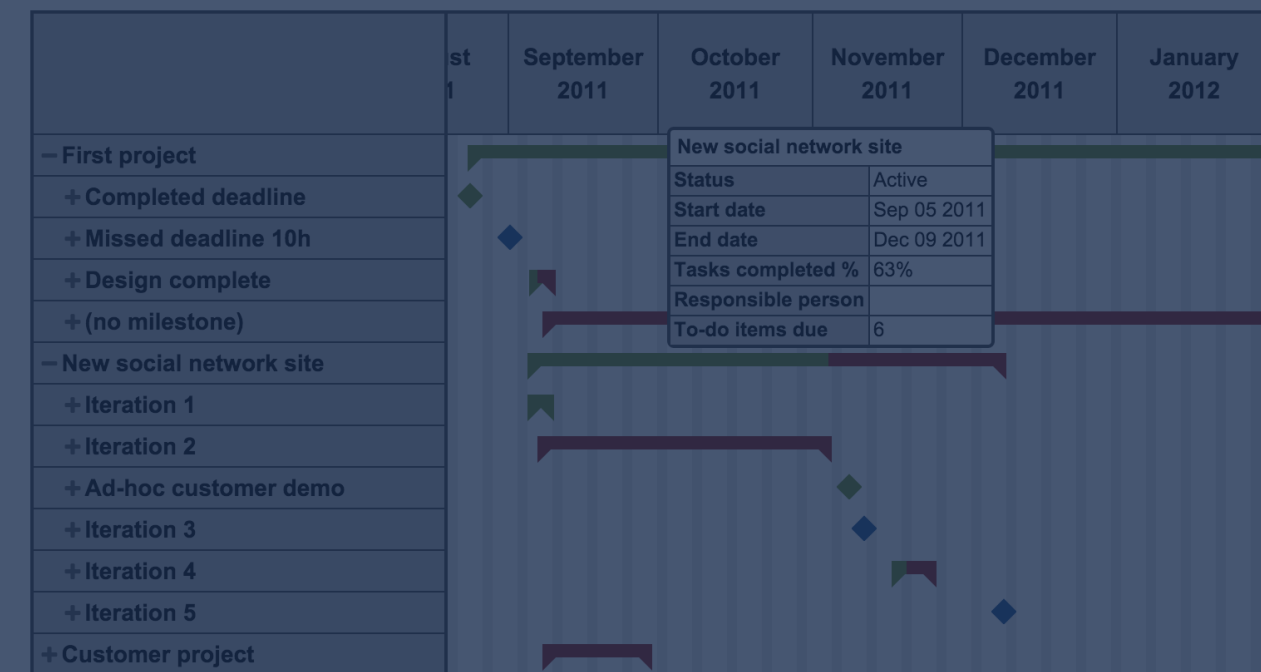 st September October November December January
1 2011 2011 2011 2011 2012
− First project
+ Completed deadline
+ Missed deadline 10h
+ Design complete
+ (no milestone)
− New social network site
+ Iteration 1
+ Iteration 2
+ Ad-hoc customer demo
+ Iteration 3
+ Iteration 4
+ Iteration 5
+ Customer project
New social network site
Status Active
Start date Sep 05 2011
End date Dec 09 2011
Tasks completed % 63%
Responsible person
To-do items due 6